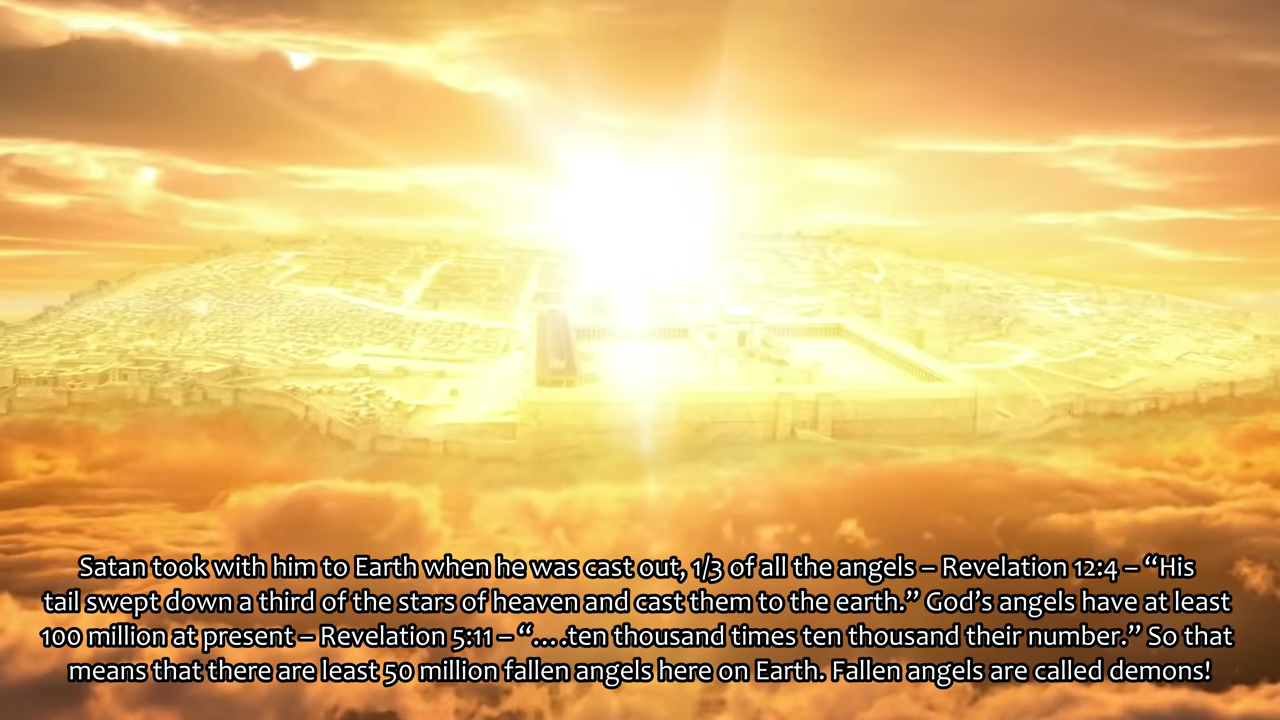 Satan took with him to Earth when he was cast out, 1/3 of all the angels – Revelation 12:4 – “His
tail swept down a third of the stars of heaven and cast them to the earth.” God’s angels have at least
100 million at present – Revelation 5:11 – “….ten thousand times ten thousand their number.” So that
means that there are least 50 million fallen angels here on Earth. Fallen angels are called demons!